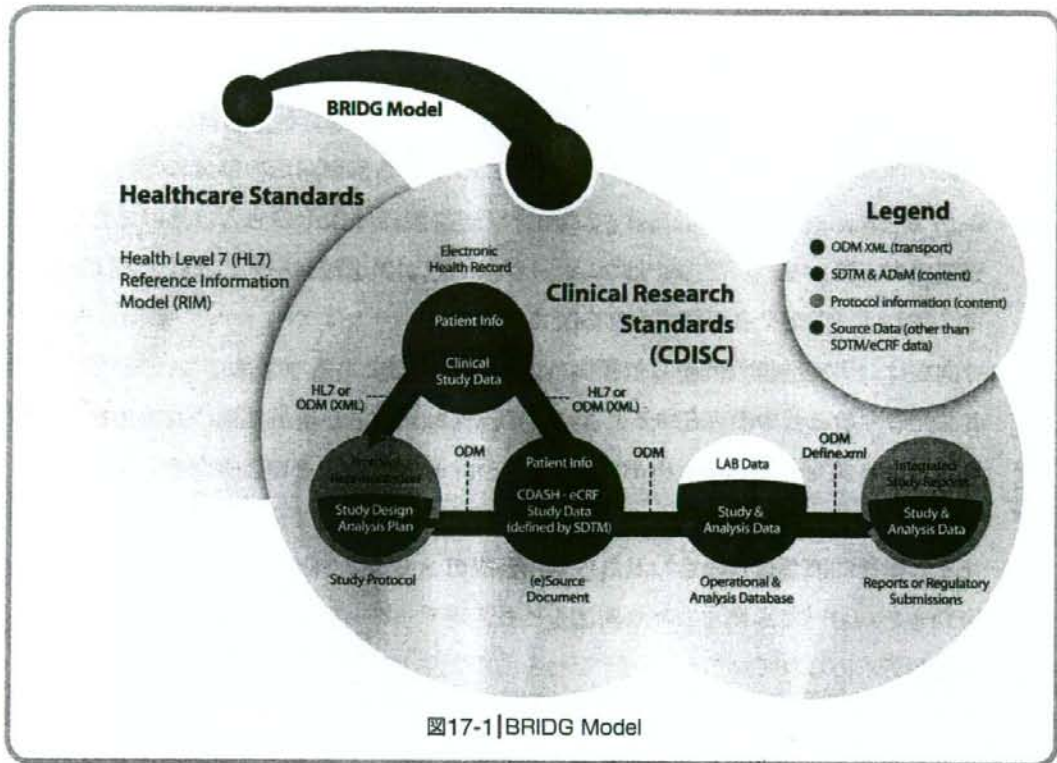 BRIDG Model
Healthcare Standards
Health Level 7 (HL7)
Reference Information
Model (RIM)
Legend
ODM XML (transport)
SDTM & ADaM (content)
Protocol information (content)
Source Data (other than
SDTM/eCRF data)
Clinical Research
Standards
(CDISC)
Electronic
Health Record
Patient Info
Clinical
Study Data
HL7 or
ODM (XML)
HL7 or
ODM (XML)
ODM
ODM
ODM
Define.xml
Study Design
Analysis Plan
Study Protocol
Patient Info
CDASH - eCRF
Study Data
(defined by SDTM)
(e)Source
Document
LAB Data
Study &
Analysis Data
Operational &
Analysis Database
Integrated
Study Reports
Study &
Analysis Data
Reports or Regulatory
Submissions
図17-1 | BRIDG Model